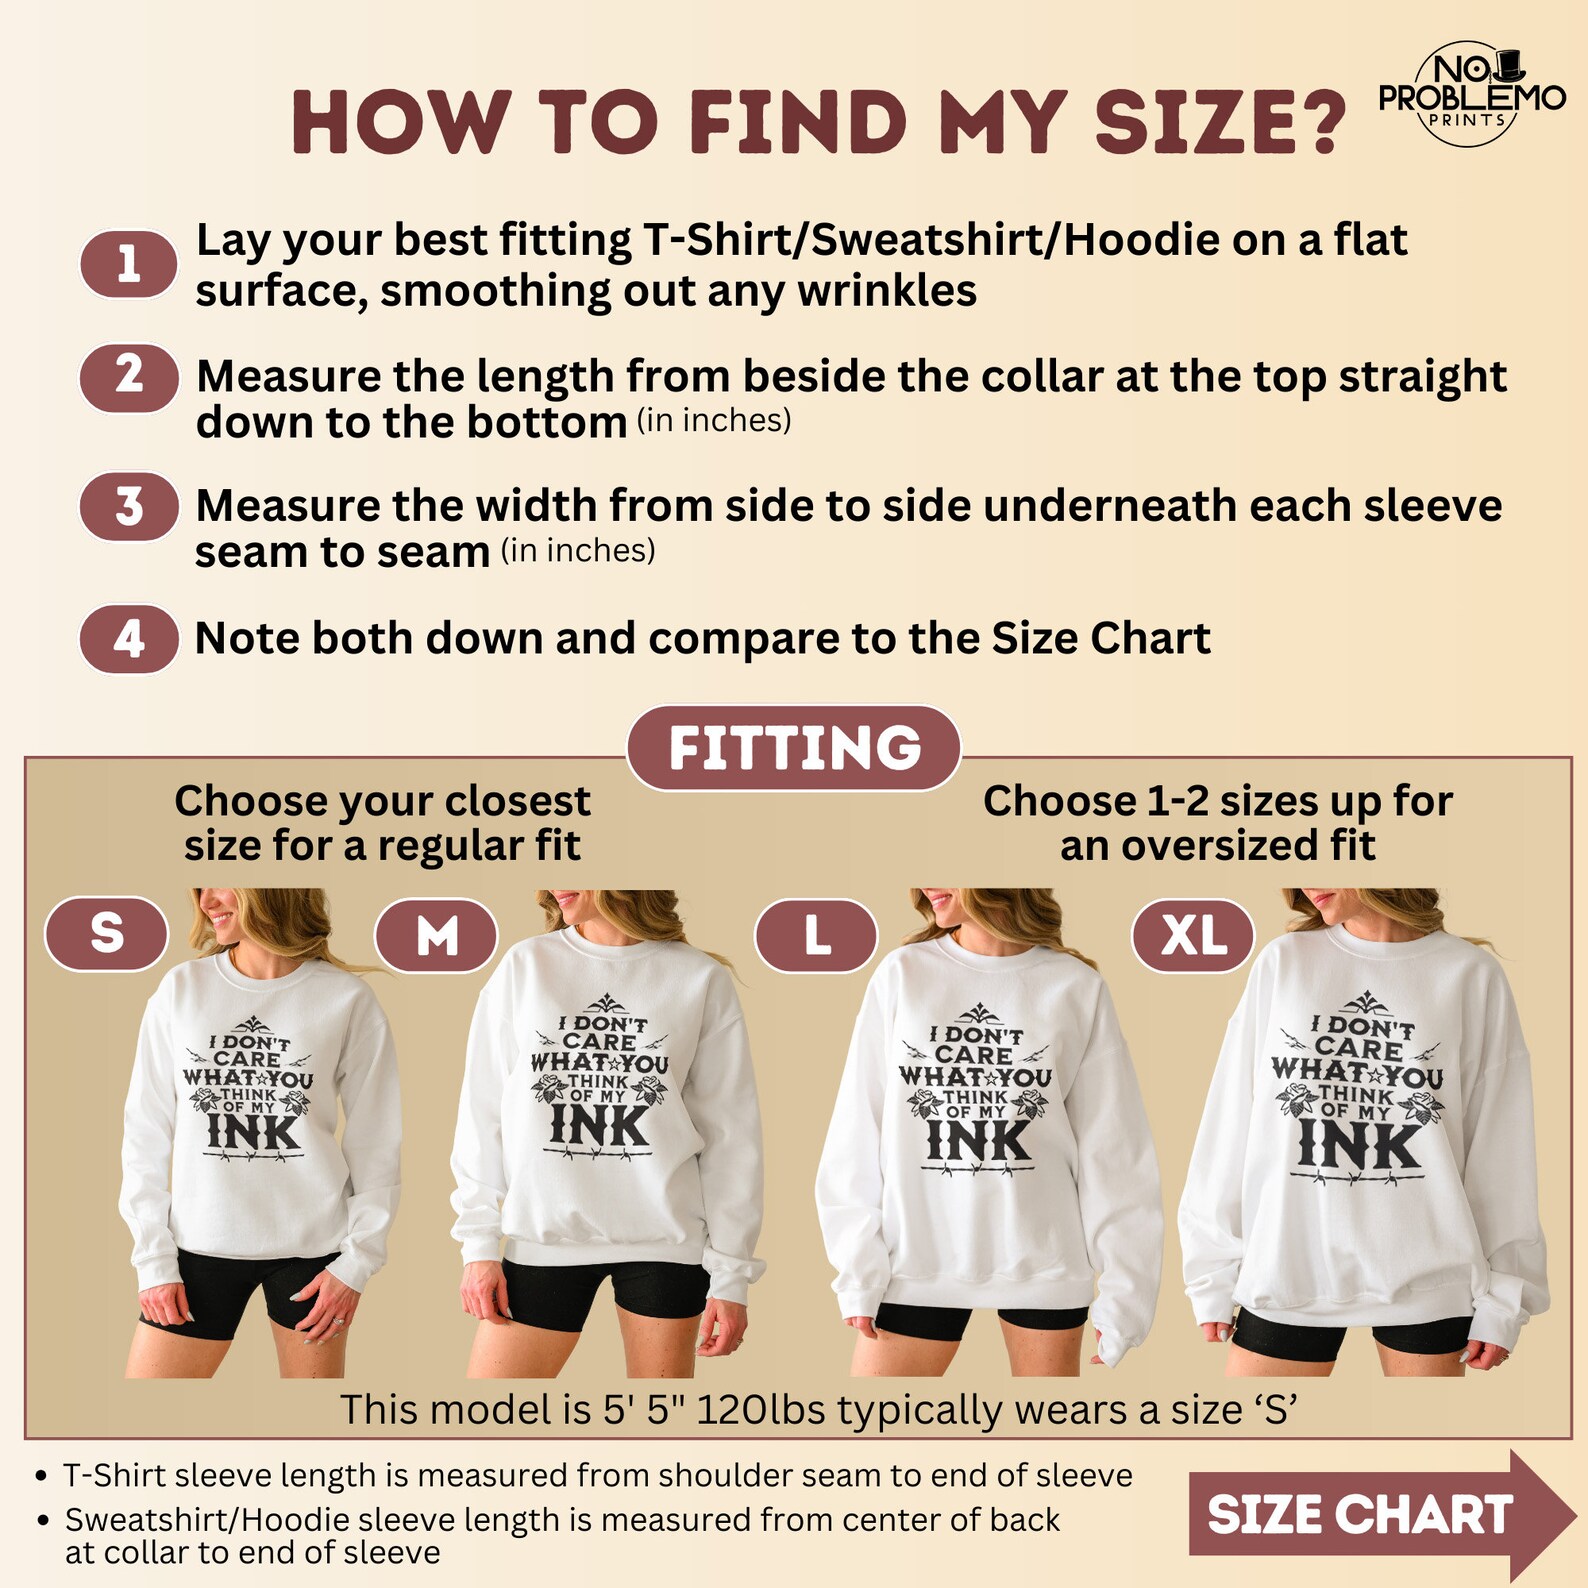 HOW TO FIND MY SIZE?
NO
PROBLEMO
PRINTS
1
Lay your best fitting T-Shirt/Sweatshirt/Hoodie on a flat
surface, smoothing out any wrinkles
2
Measure the length from beside the collar at the top straight
down to the bottom (in inches)
3
Measure the width from side to side underneath each sleeve
seam to seam (in inches)
4
Note both down and compare to the Size Chart
FITTING
Choose your closest
size for a regular fit
Choose 1-2 sizes up for
an oversized fit
S
I DON'T
CARE
WHAT☆YOU
THINK
OF MY
INK
M
I DON'T
CARE
WHAT☆YOU
THINK
OF MY
INK
L
I DON'T
CARE
WHAT☆YOU
THINK
OF MY
INK
XL
I DON'T
CARE
WHAT☆YOU
THINK
OF MY
INK
This model is 5' 5" 120lbs typically wears a size ‘S’
• T-Shirt sleeve length is measured from shoulder seam to end of sleeve
• Sweatshirt/Hoodie sleeve length is measured from center of back
at collar to end of sleeve
SIZE CHART